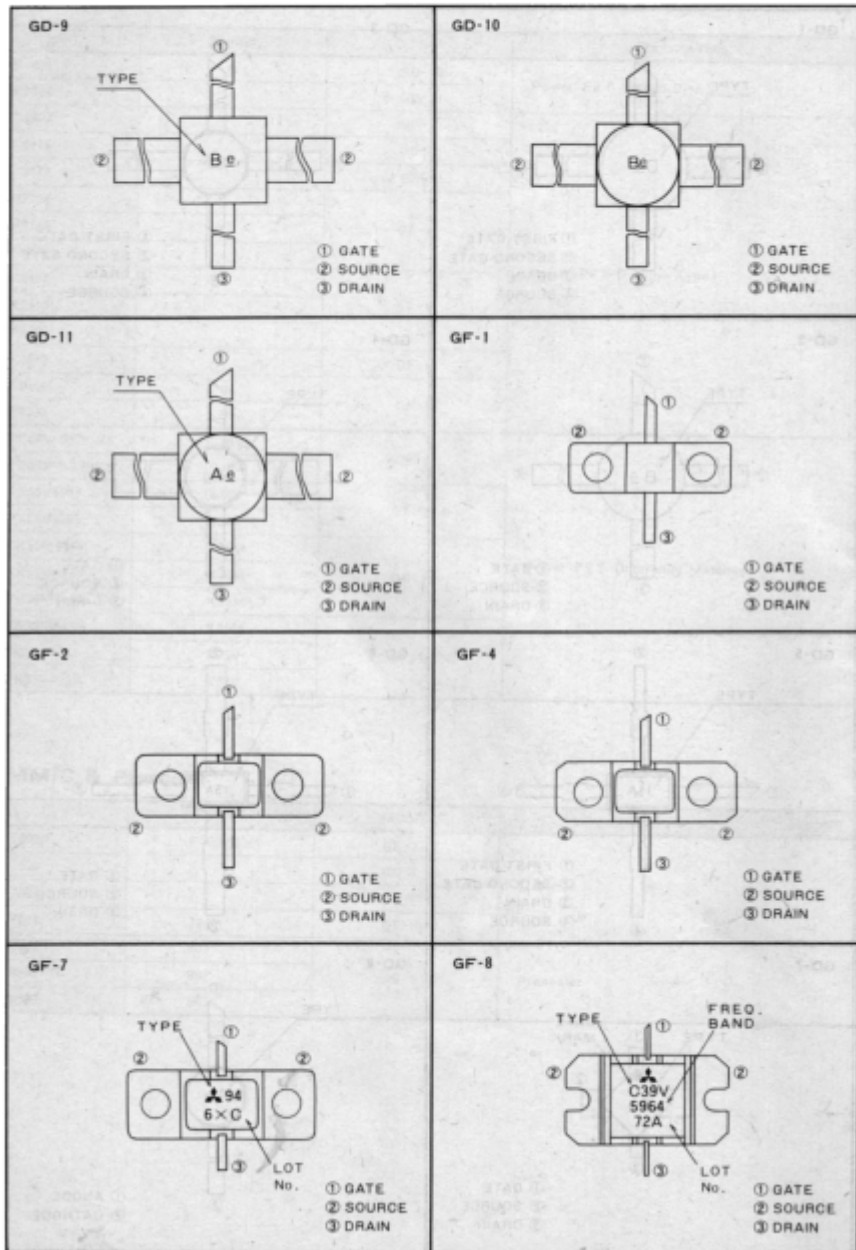 GD-9
①
TYPE
② Be ②
③
① GATE
② SOURCE
③ DRAIN
GD-10
①
② Be ②
③
① GATE
② SOURCE
③ DRAIN
GD-11
①
TYPE
② Ae ②
③
① GATE
② SOURCE
③ DRAIN
GF-1
①
② ②
③
① GATE
② SOURCE
③ DRAIN
GF-2
①
② ②
③
① GATE
② SOURCE
③ DRAIN
GF-4
①
② ②
③
① GATE
② SOURCE
③ DRAIN
GF-7
TYPE ①
② ②
94
6×C
③ LOT
No.
① GATE
② SOURCE
③ DRAIN
GF-8
TYPE ① FREQ.
BAND
② ②
C39V
5964
72A
③ LOT
No.
① GATE
② SOURCE
③ DRAIN